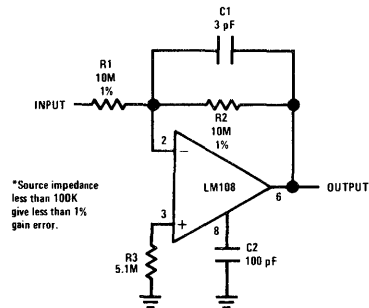 C1
3 pF
R1
10M
1%
INPUT
R2
10M
1%
2
−
LM108
6
OUTPUT
*Source impedance
less than 100K
give less than 1%
gain error.
3
+
8
R3
5.1M
C2
100 pF